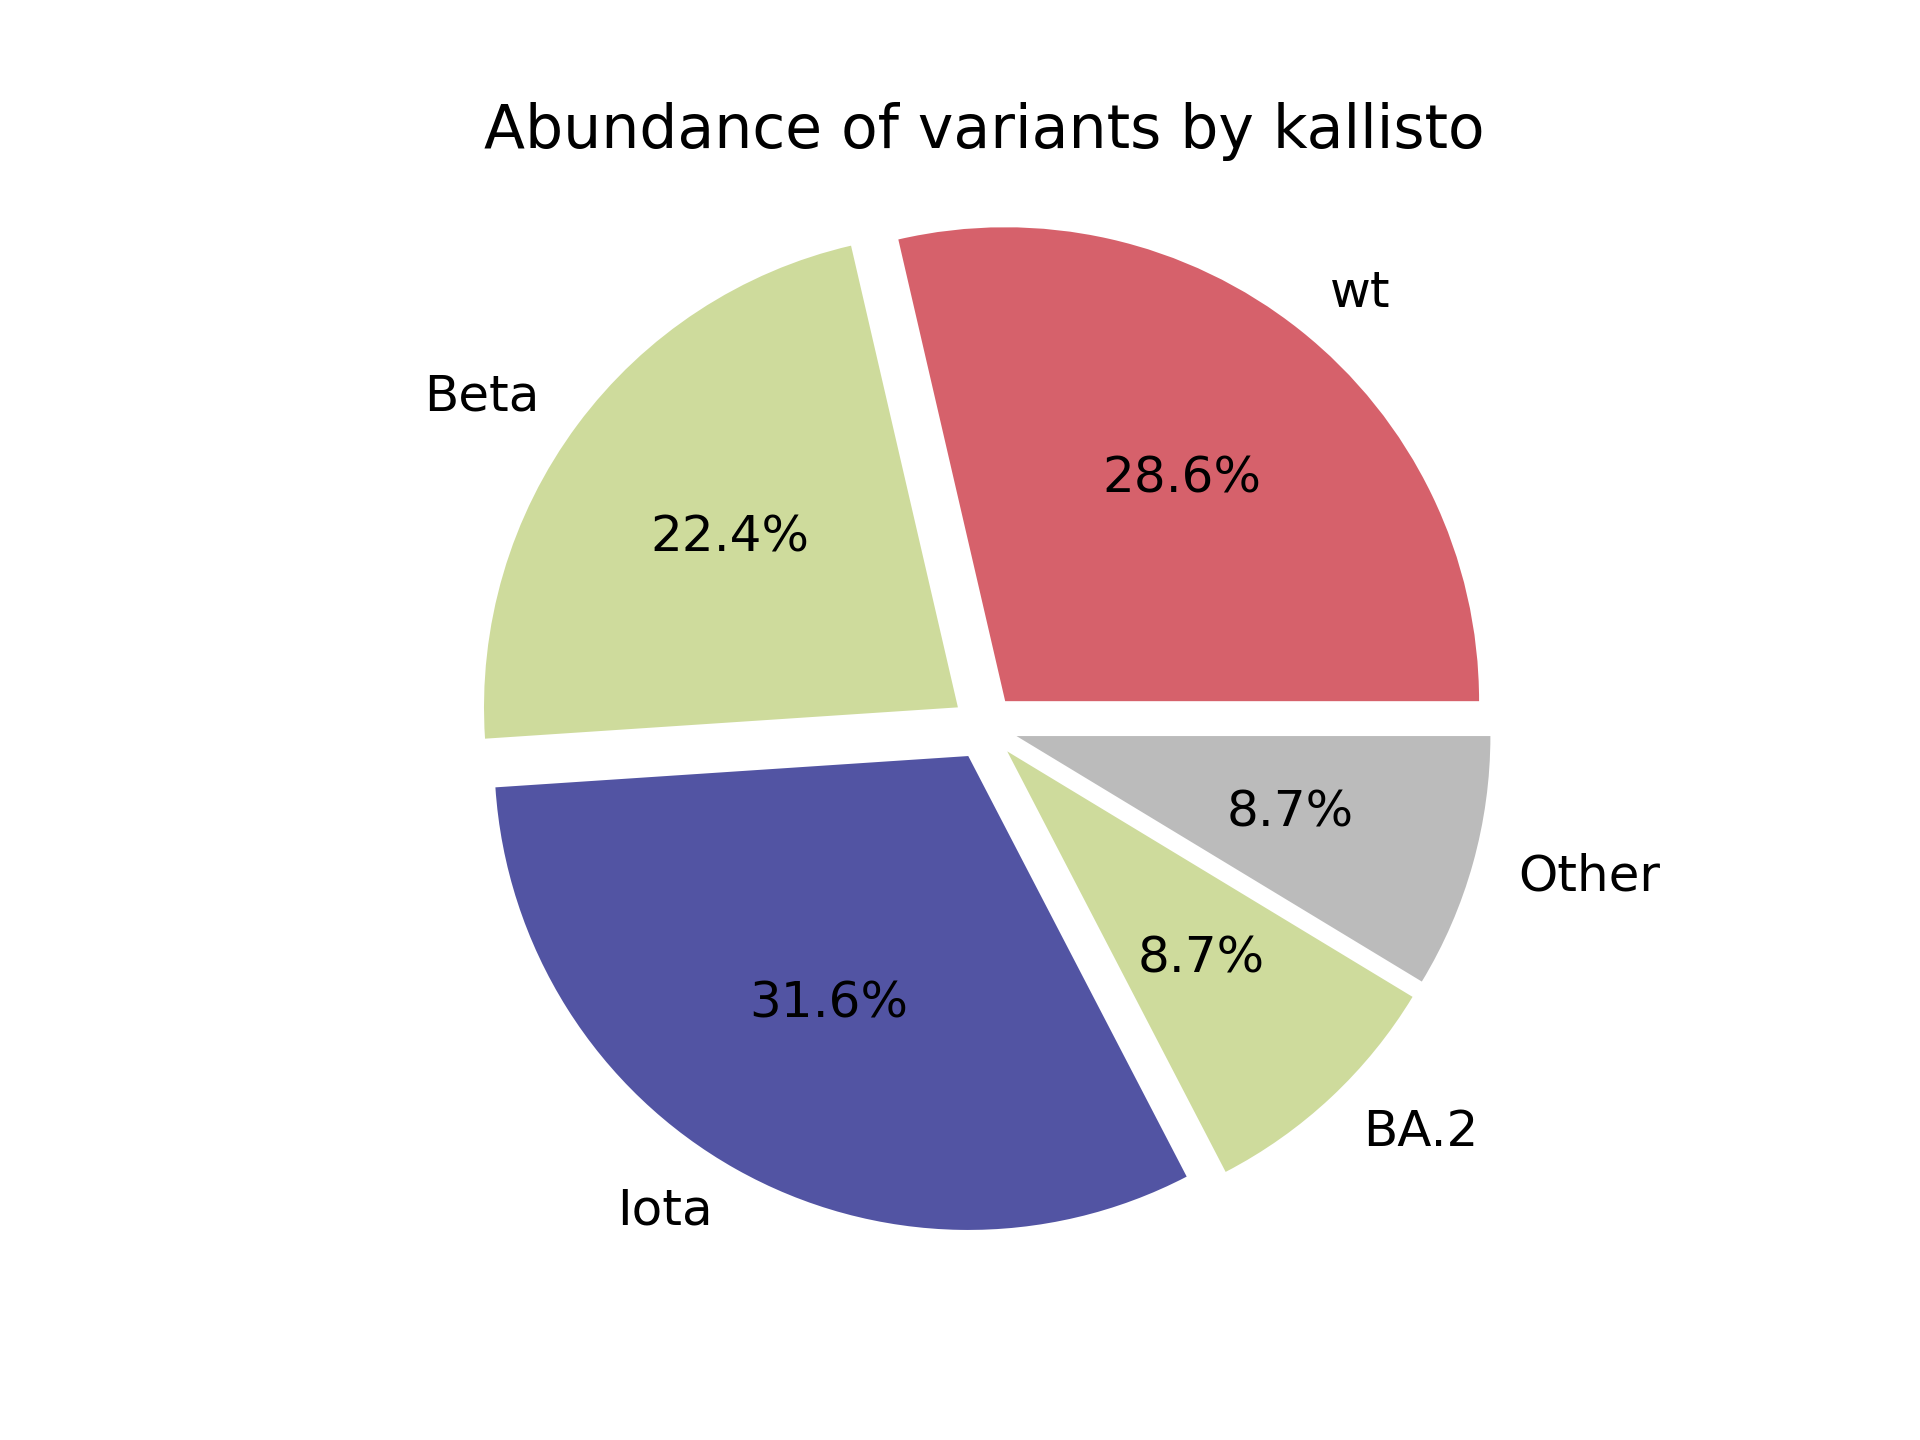 Abundance of variants by kallisto
wt
Beta
28.6%
22.4%
8.7%
Other
8.7%
31.6%
BA.2
Iota